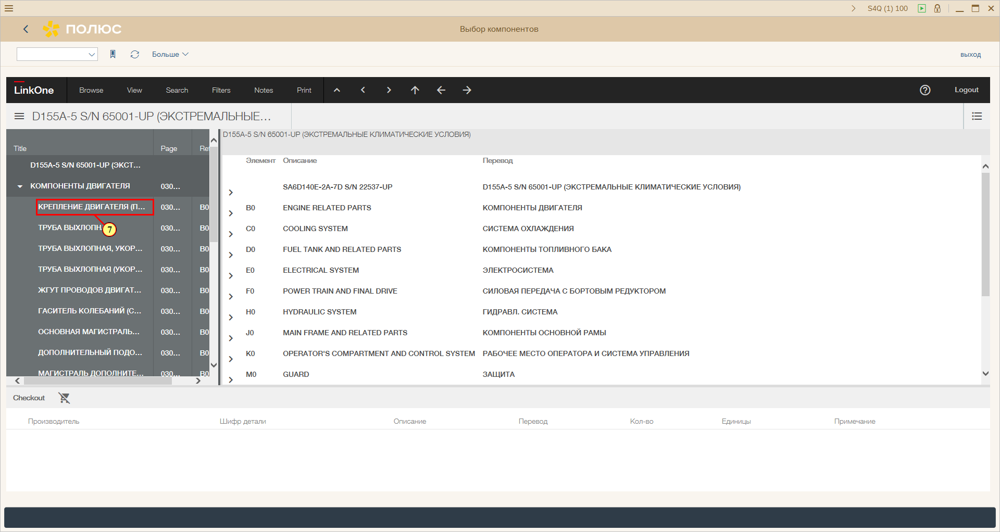 S4Q (1) 100
ПОЛЮС
Выбор компонентов
Больше
выход
LinkOne Browse View Search Filters Notes Print Logout
D155A-5 S/N 65001-UP (ЭКСТРЕМАЛЬНЫЕ...
D155A-5 S/N 65001-UP (ЭКСТРЕМАЛЬНЫЕ КЛИМАТИЧЕСКИЕ УСЛОВИЯ)
Title Page Re
D155A-5 S/N 65001-UP (ЭКСТ...
КОМПОНЕНТЫ ДВИГАТЕЛЯ 030...
КРЕПЛЕНИЕ ДВИГАТЕЛЯ (П... 030... B0
7
ТРУБА ВЫХЛОПН 030... B0
ТРУБА ВЫХЛОПНАЯ, УКОР... 030... B0
ТРУБА ВЫХЛОПНАЯ (УКОР... 030... B0
ЖГУТ ПРОВОДОВ ДВИГАТ... 030... B0
ГАСИТЕЛЬ КОЛЕБАНИЙ (С... 030... B0
ОСНОВНАЯ МАГИСТРАЛЬ... 030... B0
ДОПОЛНИТЕЛЬНЫЙ ПОДО... 030... B0
МАГИСТРАЛЬ ДОПОЛНИТЕ... 030... B0
Элемент Описание Перевод
SA6D140E-2A-7D S/N 22537-UP D155A-5 S/N 65001-UP (ЭКСТРЕМАЛЬНЫЕ КЛИМАТИЧЕСКИЕ УСЛОВИЯ)
B0 ENGINE RELATED PARTS КОМПОНЕНТЫ ДВИГАТЕЛЯ
C0 COOLING SYSTEM СИСТЕМА ОХЛАЖДЕНИЯ
D0 FUEL TANK AND RELATED PARTS КОМПОНЕНТЫ ТОПЛИВНОГО БАКА
E0 ELECTRICAL SYSTEM ЭЛЕКТРОСИСТЕМА
F0 POWER TRAIN AND FINAL DRIVE СИЛОВАЯ ПЕРЕДАЧА С БОРТОВЫМ РЕДУКТОРОМ
H0 HYDRAULIC SYSTEM ГИДРАВЛ. СИСТЕМА
J0 MAIN FRAME AND RELATED PARTS КОМПОНЕНТЫ ОСНОВНОЙ РАМЫ
K0 OPERATOR'S COMPARTMENT AND CONTROL SYSTEM РАБОЧЕЕ МЕСТО ОПЕРАТОРА И СИСТЕМА УПРАВЛЕНИЯ
M0 GUARD ЗАЩИТА
Checkout
Производитель Шифр детали Описание Перевод Кол-во Единицы Примечание